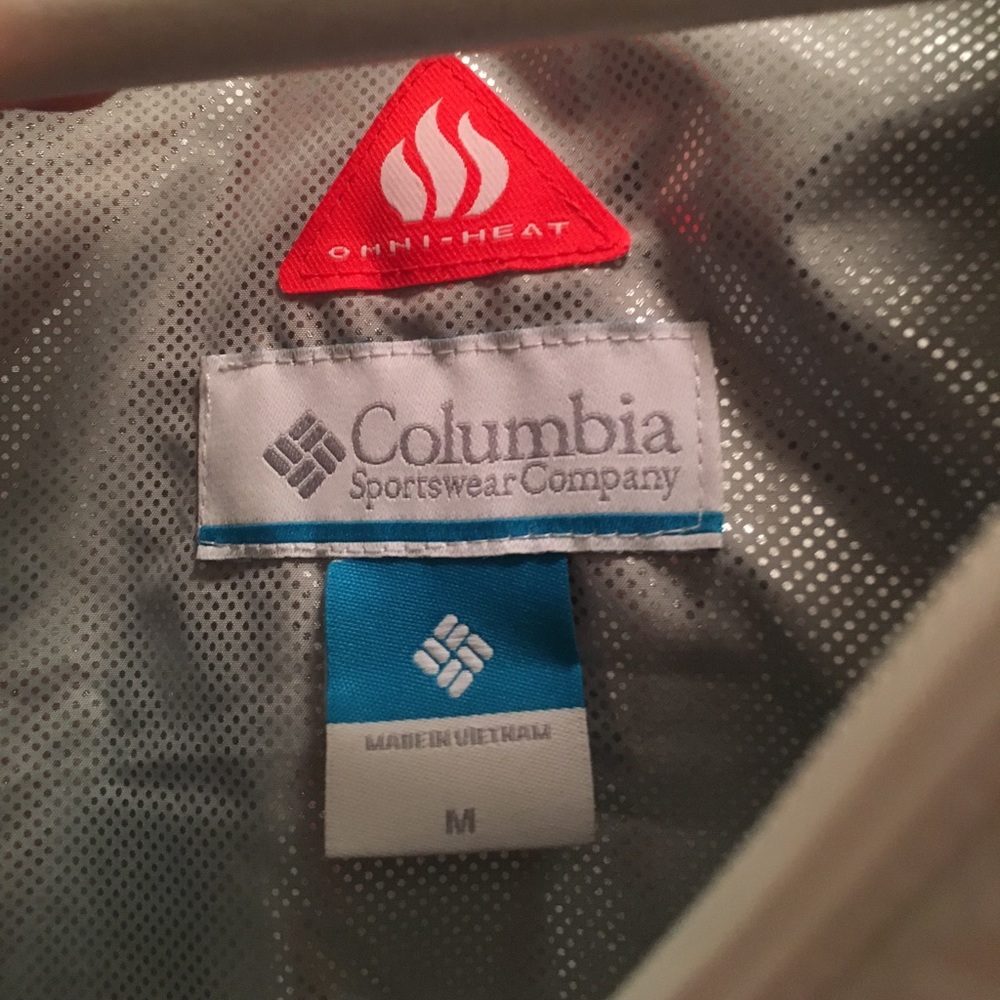 OMNI-HEAT
Columbia
Sportswear Company
MADE IN VIETNAM
M